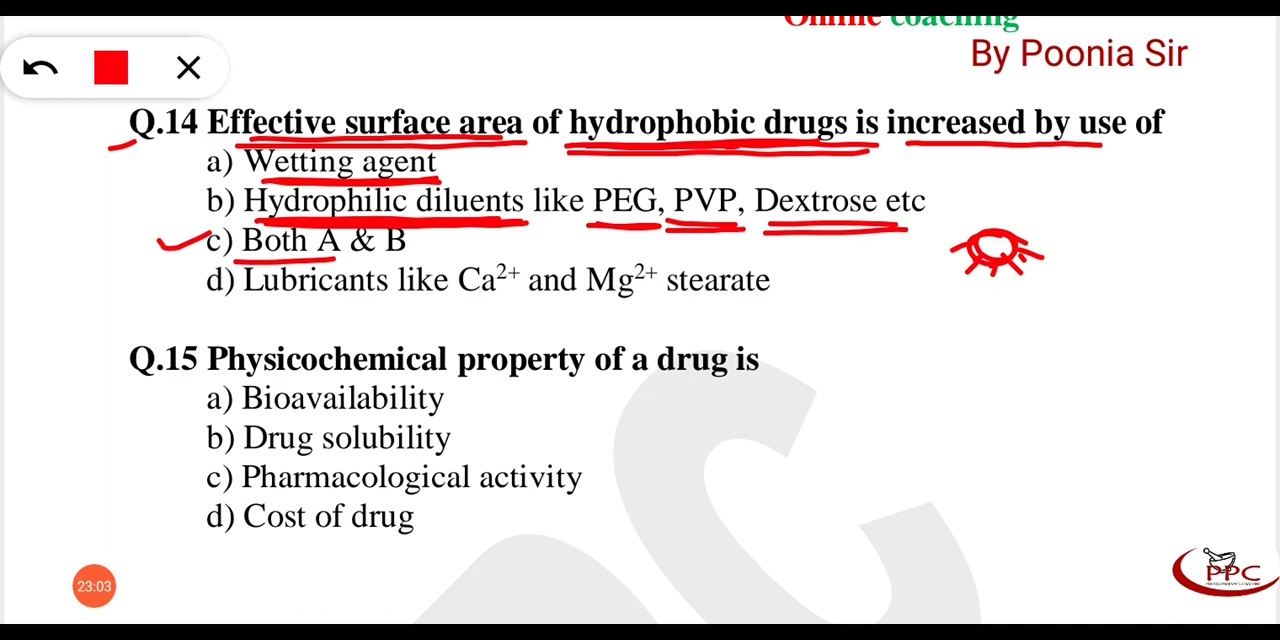 Online coaching
By Poonia Sir
Q.14 Effective surface area of hydrophobic drugs is increased by use of
a) Wetting agent
b) Hydrophilic diluents like PEG, PVP, Dextrose etc
c) Both A & B
d) Lubricants like Ca²⁺ and Mg²⁺ stearate
Q.15 Physicochemical property of a drug is
a) Bioavailability
b) Drug solubility
c) Pharmacological activity
d) Cost of drug
23:03
PPC